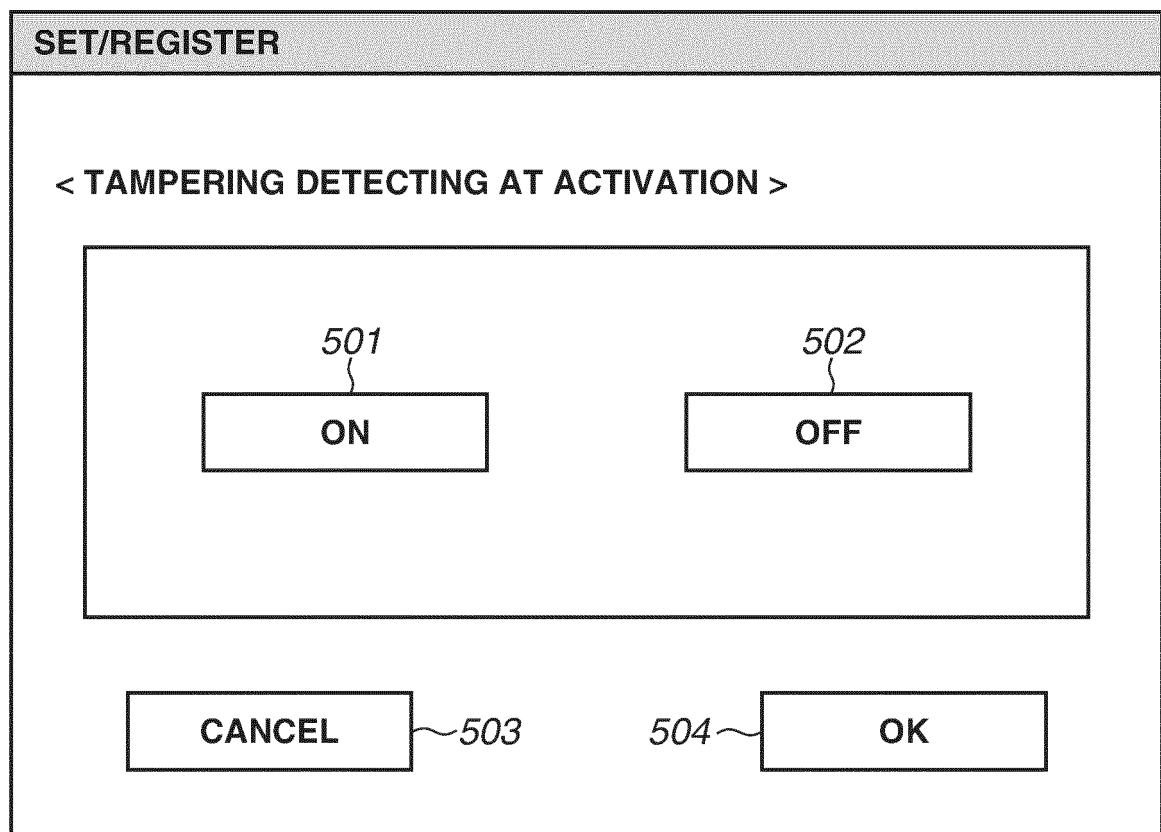 SET/REGISTER
< TAMPERING DETECTING AT ACTIVATION >
501 502
ON OFF
CANCEL 503 504 OK